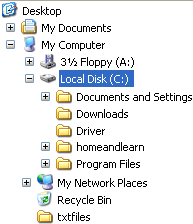 Desktop
My Documents
My Computer
3½ Floppy (A:)
Local Disk (C:)
Documents and Settings
Downloads
Driver
homeandlearn
Program Files
My Network Places
Recycle Bin
txtfiles